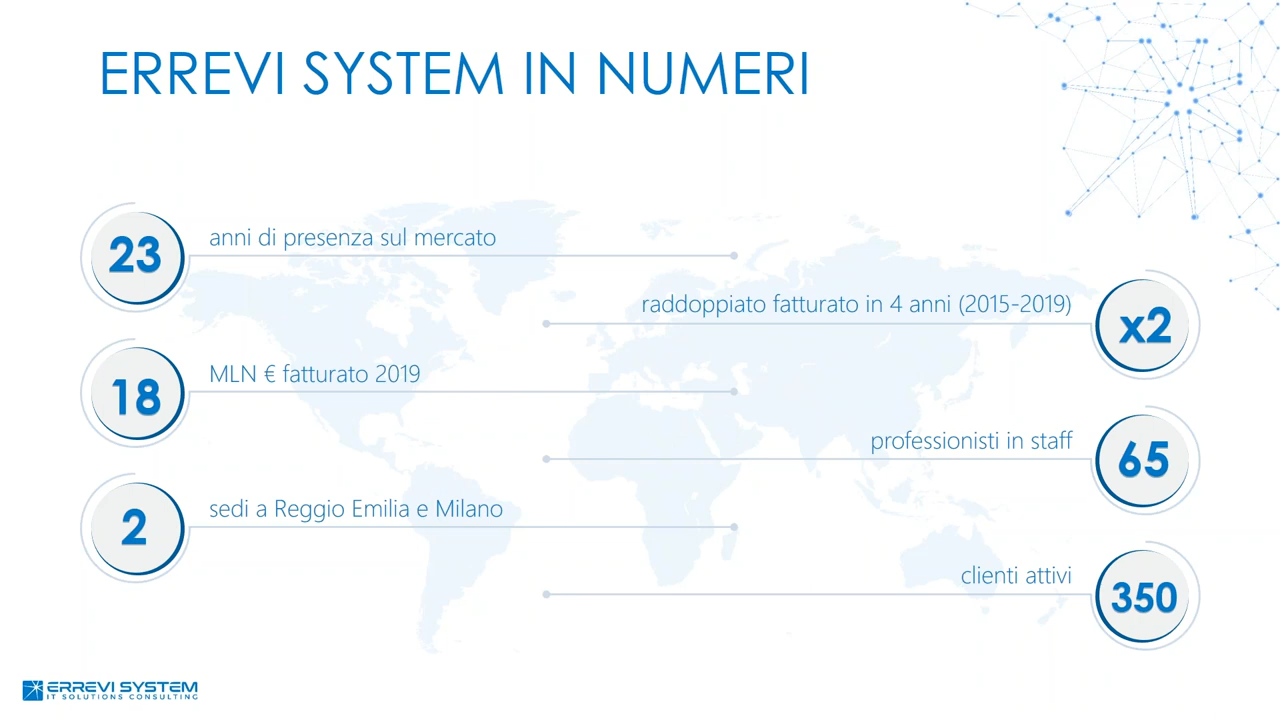 ERREVI SYSTEM IN NUMERI
23
anni di presenza sul mercato
raddoppiato fatturato in 4 anni (2015-2019)
x2
18
MLN € fatturato 2019
professionisti in staff
65
2
sedi a Reggio Emilia e Milano
clienti attivi
350
ERREVI SYSTEM
IT SOLUTIONS CONSULTING